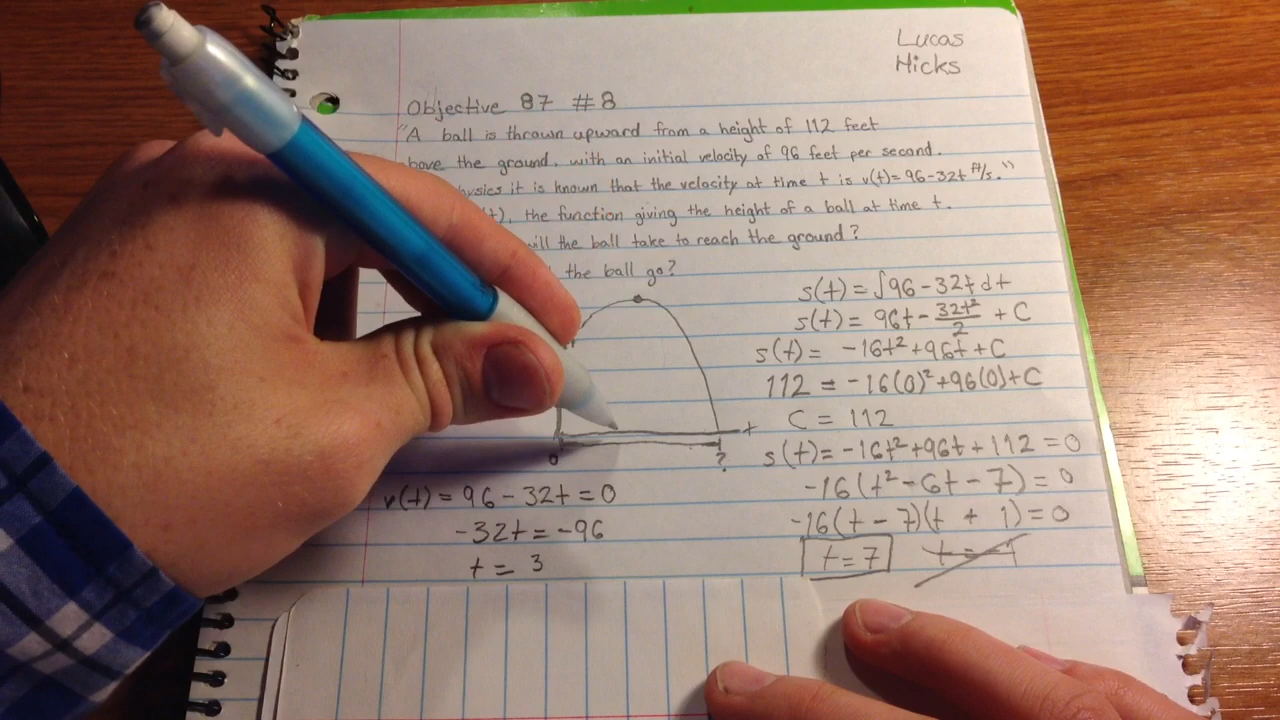 Lucas
Hicks
Objective 87 #8
"A ball is thrown upward from a height of 112 feet
above the ground, with an initial velocity of 96 feet per second.
it is known that the velocity at time t is v(t)=96-32t ft/s."
the function giving the height of a ball at time t.
will the ball take to reach the ground?
the ball go?
s(t) = ∫96-32t dt
s(t) = 96t - 32t²/2 + C
s(t) = -16t²+96t+C
112 = -16(0)²+96(0)+C
C = 112
t
0 ?
s(t)= -16t²+96t+112 = 0
-16(t²-6t-7) = 0
-16(t-7)(t + 1)=0
t=7 t=-1
v(t) = 96-32t = 0
-32t = -96
t = 3